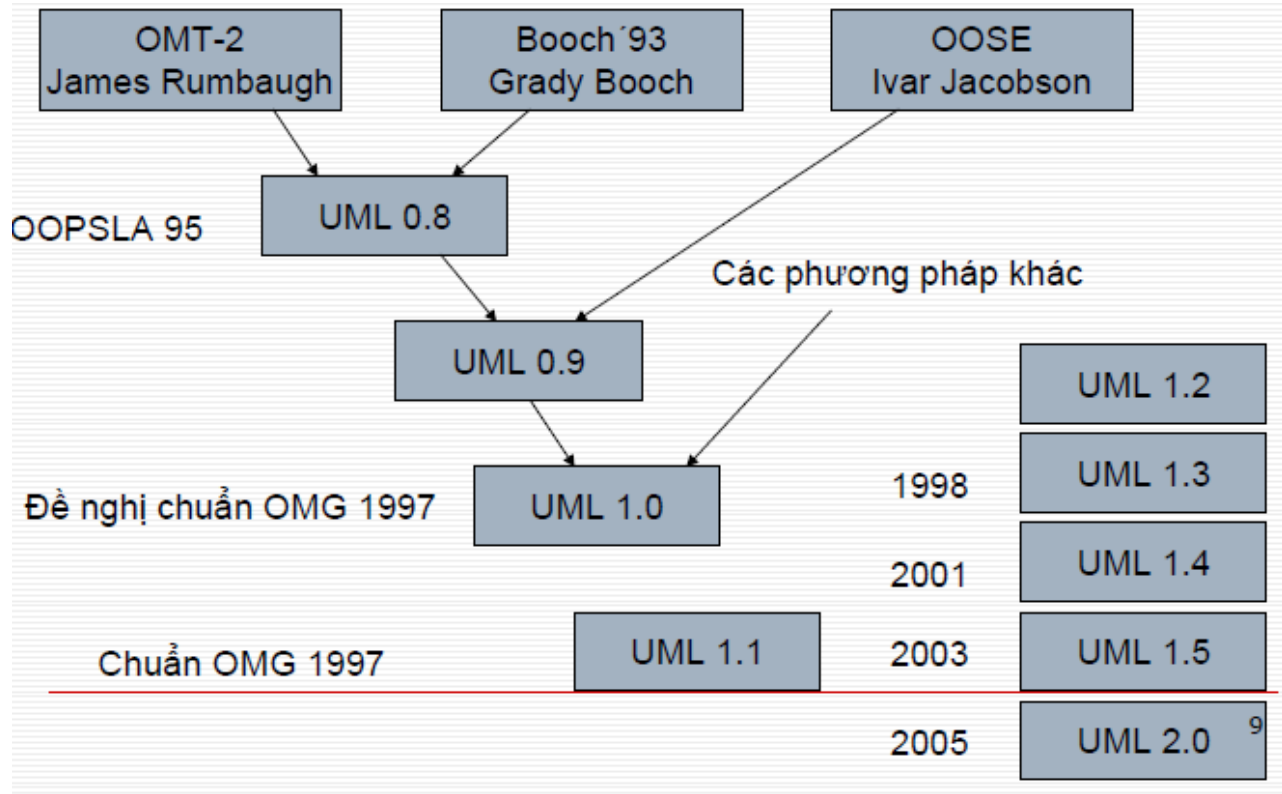 OMT-2
James Rumbaugh
Booch´93
Grady Booch
OOSE
Ivar Jacobson
OOPSLA 95
UML 0.8
Các phương pháp khác
UML 0.9
UML 1.2
Đề nghị chuẩn OMG 1997
UML 1.0
1998
UML 1.3
2001
UML 1.4
Chuẩn OMG 1997
UML 1.1
2003
UML 1.5
2005
UML 2.0
9